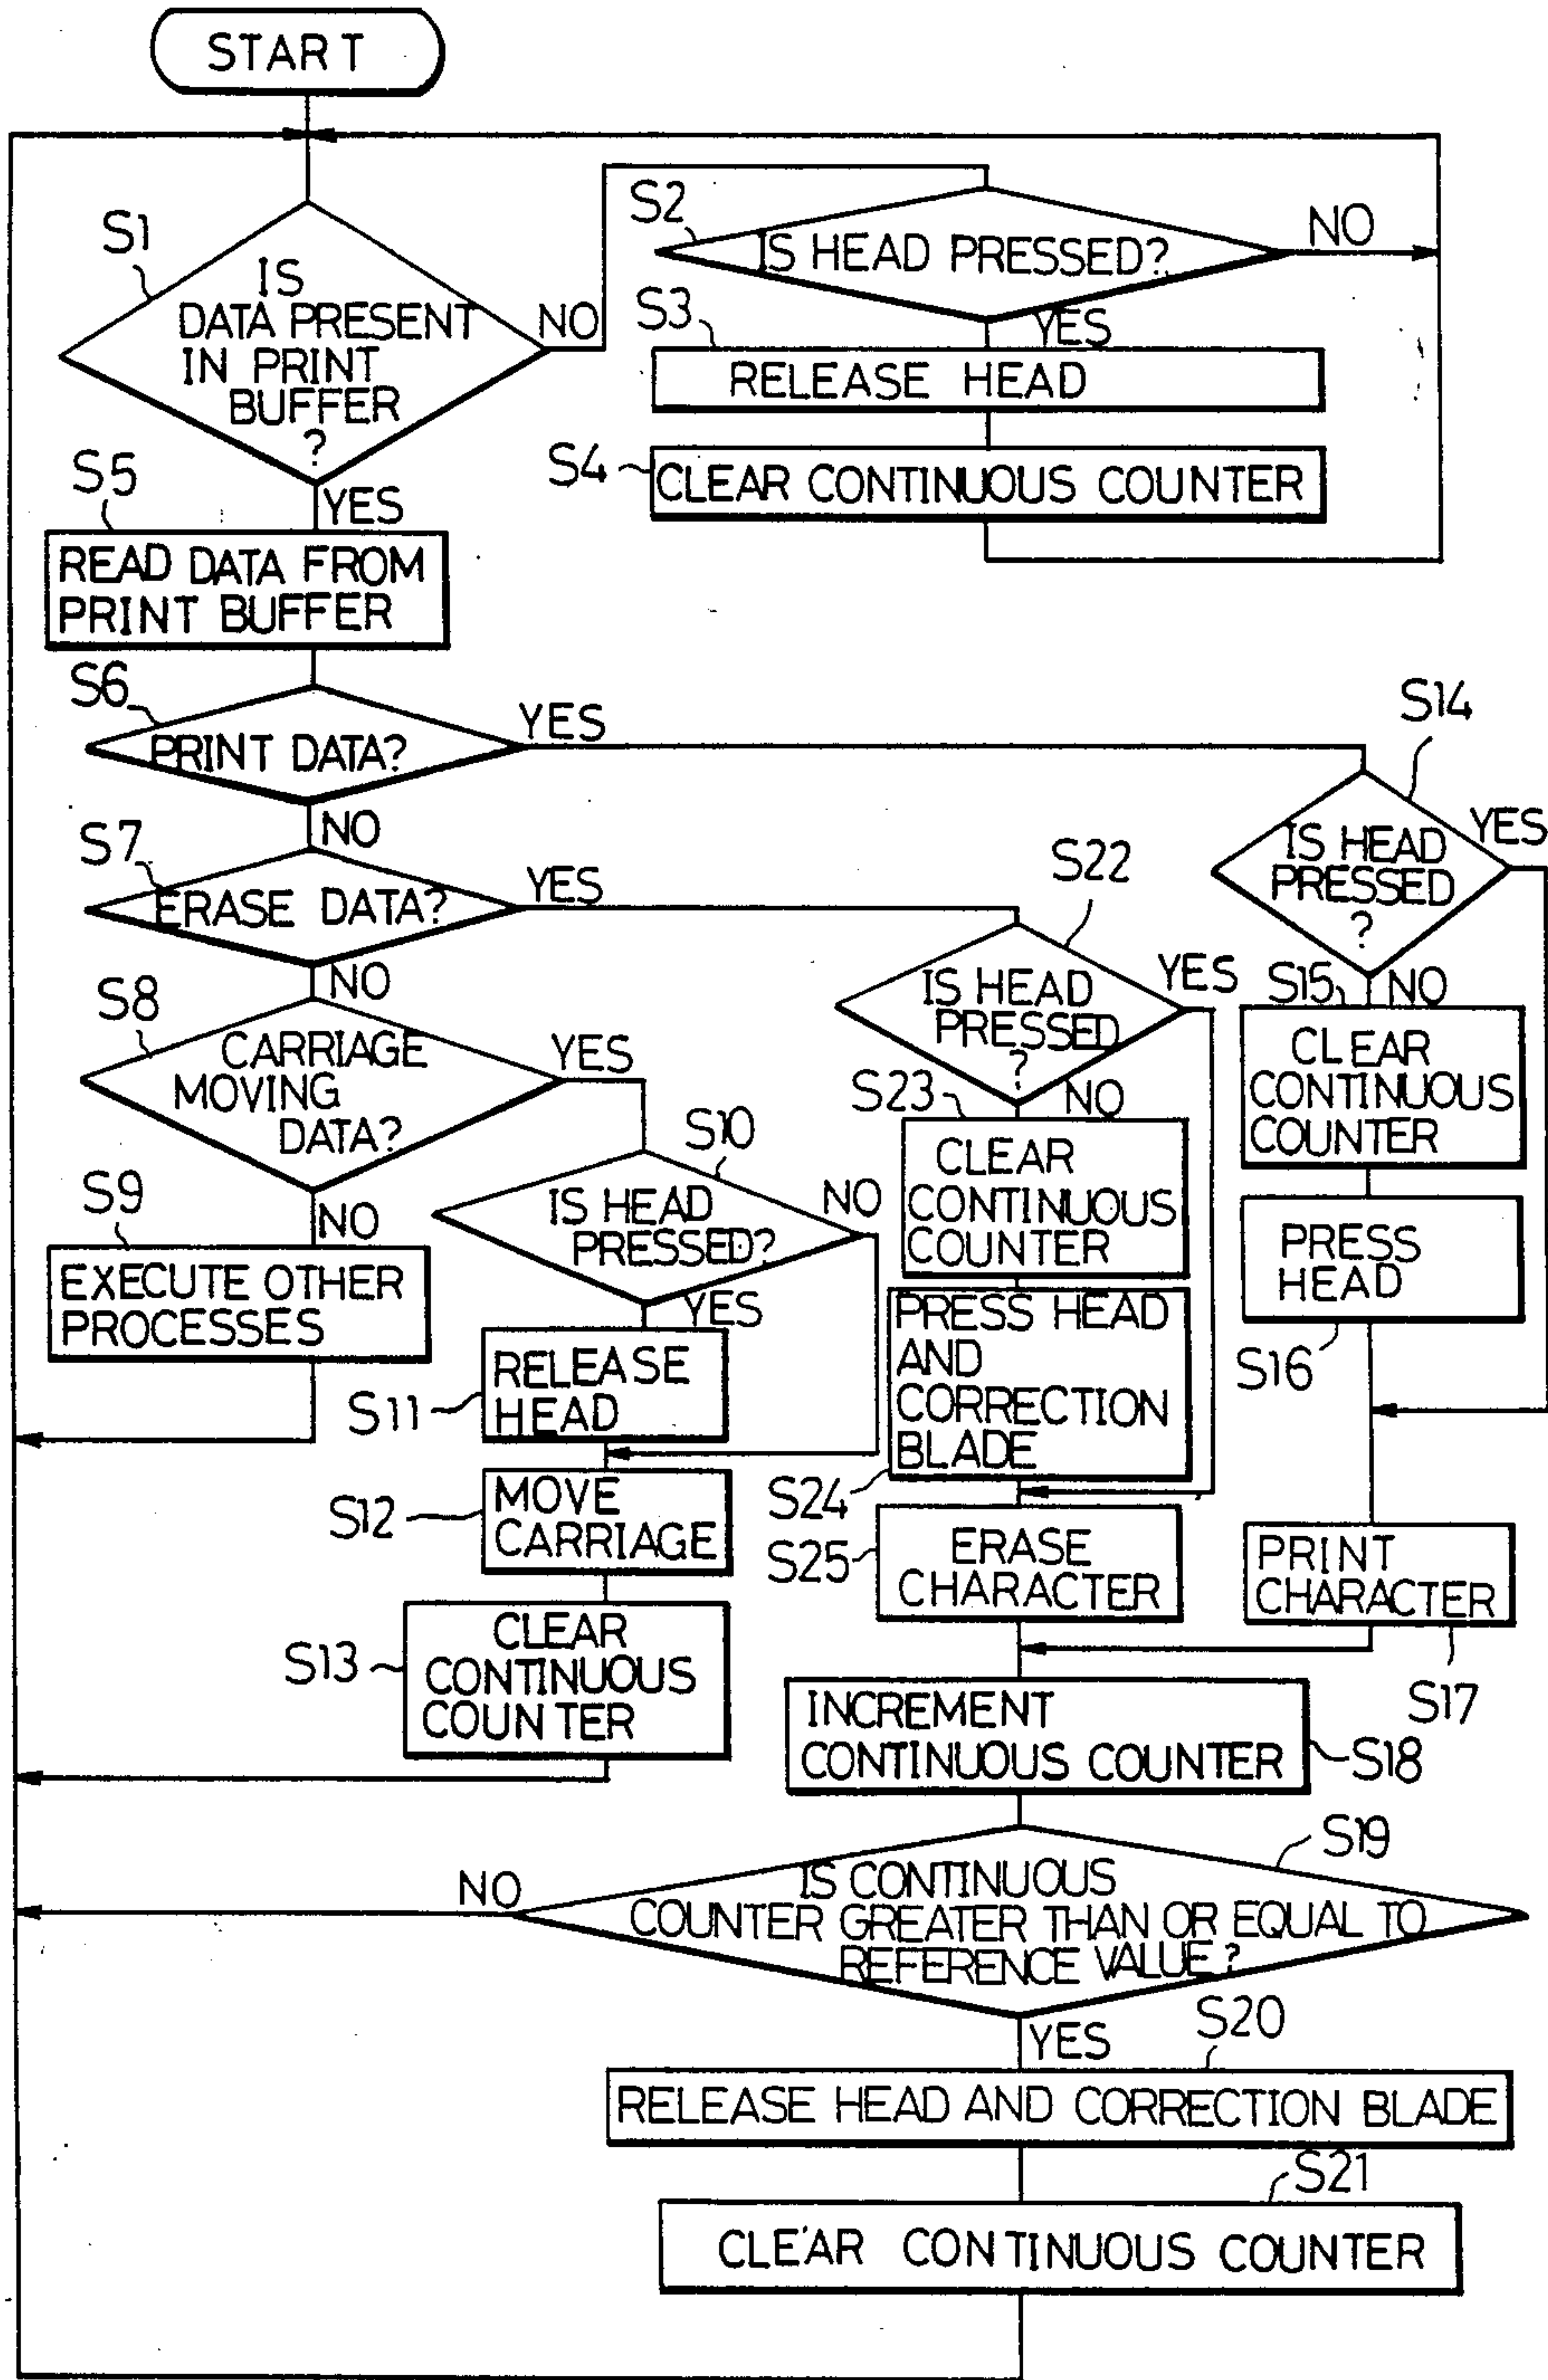 START
S1
IS
DATA PRESENT
IN PRINT
BUFFER
?
NO
YES
S2
IS HEAD PRESSED?
NO
YES
S3
RELEASE HEAD
S4
CLEAR CONTINUOUS COUNTER
S5
READ DATA FROM
PRINT BUFFER
S6
PRINT DATA?
YES
NO
S7
ERASE DATA?
YES
NO
S8
CARRIAGE
MOVING
DATA?
YES
NO
S9
EXECUTE OTHER
PROCESSES
S10
IS HEAD
PRESSED?
NO
YES
S11
RELEASE
HEAD
S12
MOVE
CARRIAGE
S13
CLEAR
CONTINUOUS
COUNTER
S22
IS HEAD
PRESSED
?
YES
NO
S23
CLEAR
CONTINUOUS
COUNTER
PRESS HEAD
AND
CORRECTION
BLADE
S24
S25
ERASE
CHARACTER
S14
IS HEAD
PRESSED
?
YES
NO
S15
CLEAR
CONTINUOUS
COUNTER
PRESS
HEAD
S16
PRINT
CHARACTER
S17
INCREMENT
CONTINUOUS COUNTER
S18
S19
IS CONTINUOUS
COUNTER GREATER THAN OR EQUAL TO
REFERENCE VALUE?
NO
YES
S20
RELEASE HEAD AND CORRECTION BLADE
S21
CLEAR CONTINUOUS COUNTER